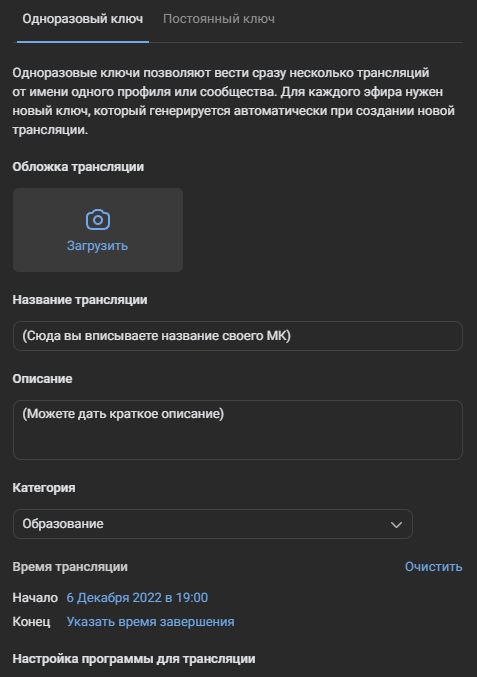 Одноразовый ключ Постоянный ключ
Одноразовые ключи позволяют вести сразу несколько трансляций
от имени одного профиля или сообщества. Для каждого эфира нужен
новый ключ, который генерируется автоматически при создании новой
трансляции.
Обложка трансляции
Загрузить
Название трансляции
(Сюда вы вписываете название своего МК)
Описание
(Можете дать краткое описание)
Категория
Образование
Время трансляции Очистить
Начало 6 Декабря 2022 в 19:00
Конец Указать время завершения
Настройка программы для трансляции